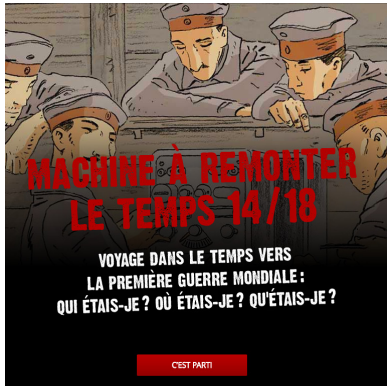 MACHINE À REMONTER
LE TEMPS 14/18
VOYAGE DANS LE TEMPS VERS
LA PREMIÈRE GUERRE MONDIALE :
QUI ÉTAIS-JE ? OÙ ÉTAIS-JE ? QU'ÉTAIS-JE ?
C'EST PARTI